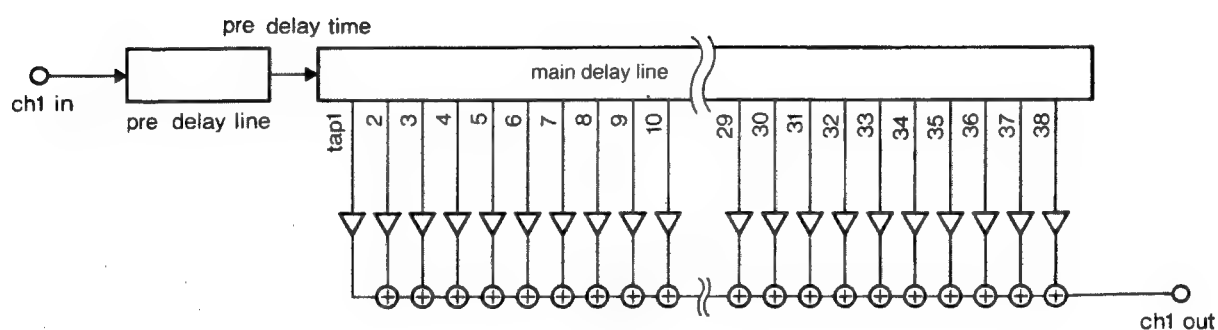 pre delay time
main delay line
ch1 in
pre delay line
tap1 2 3 4 5 6 7 8 9 10 29 30 31 32 33 34 35 36 37 38
ch1 out